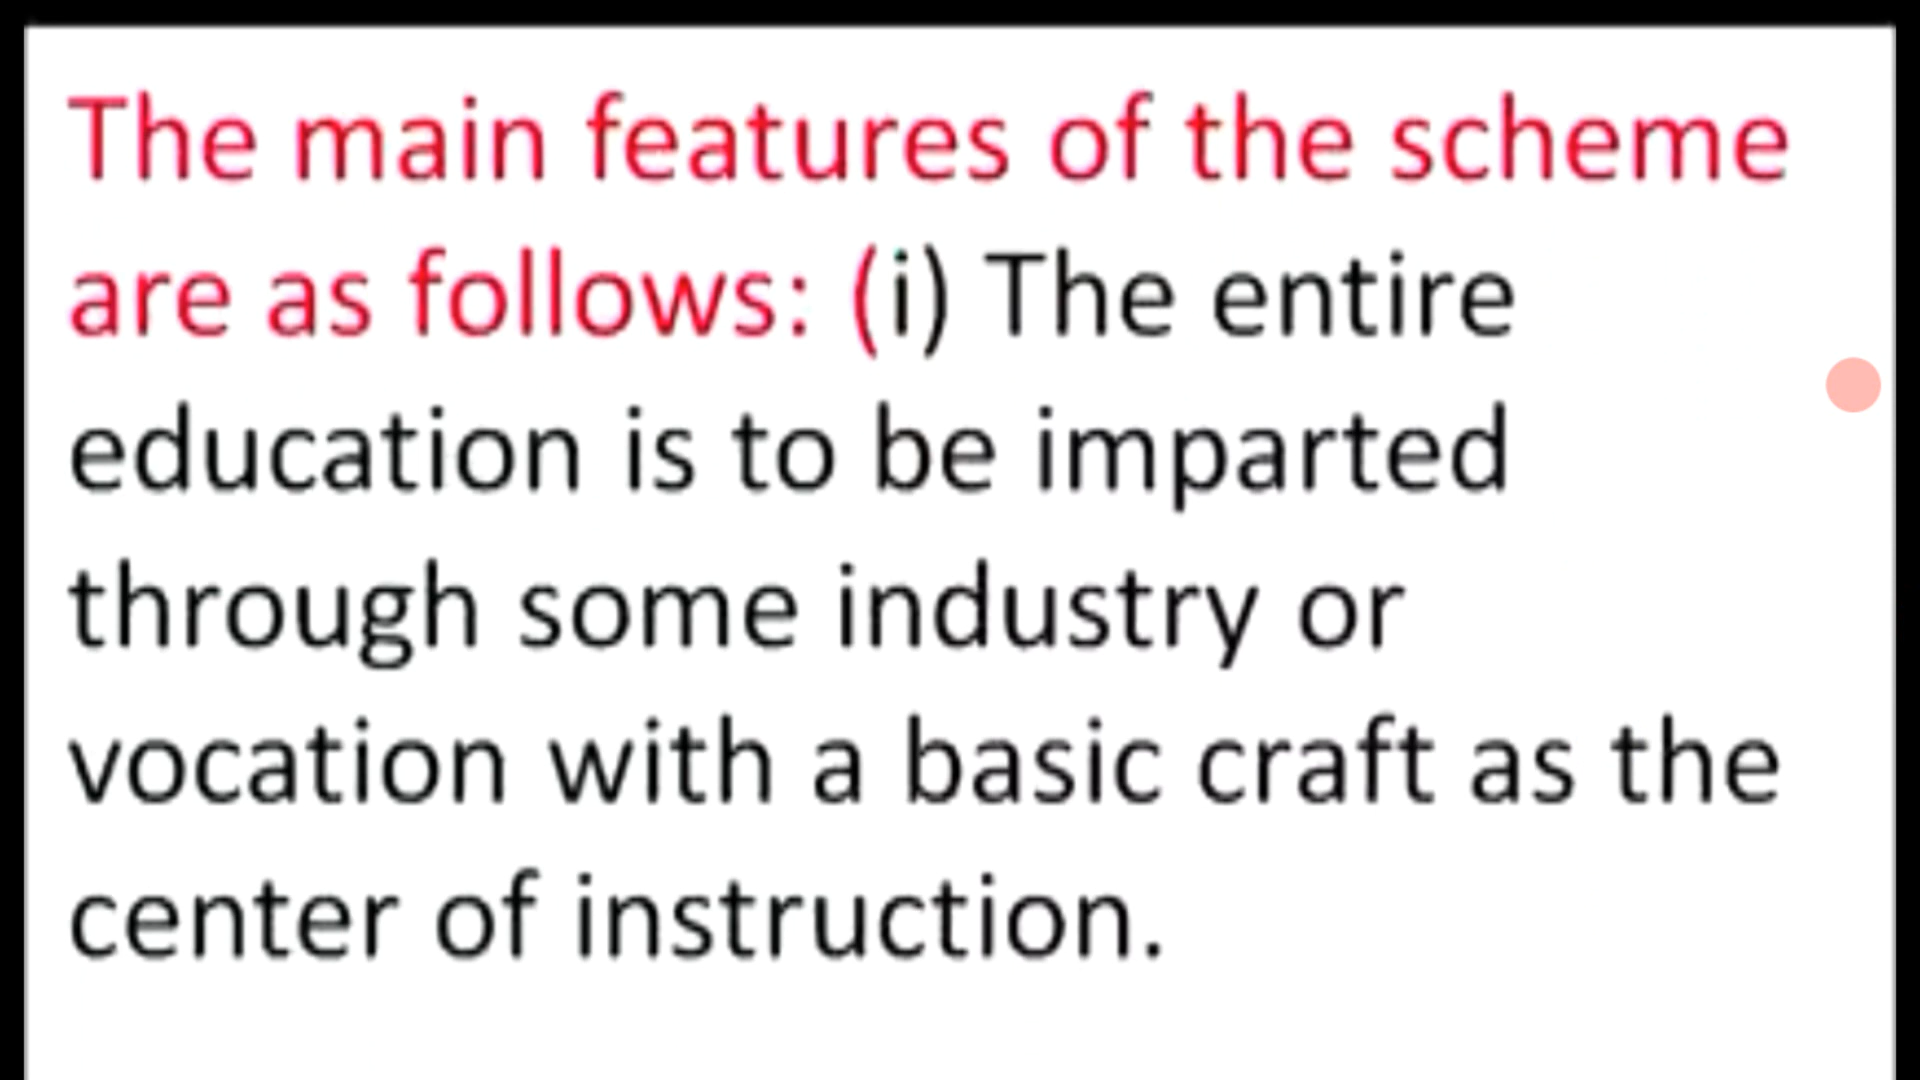 The main features of the scheme
are as follows: (i) The entire
education is to be imparted
through some industry or
vocation with a basic craft as the
center of instruction.